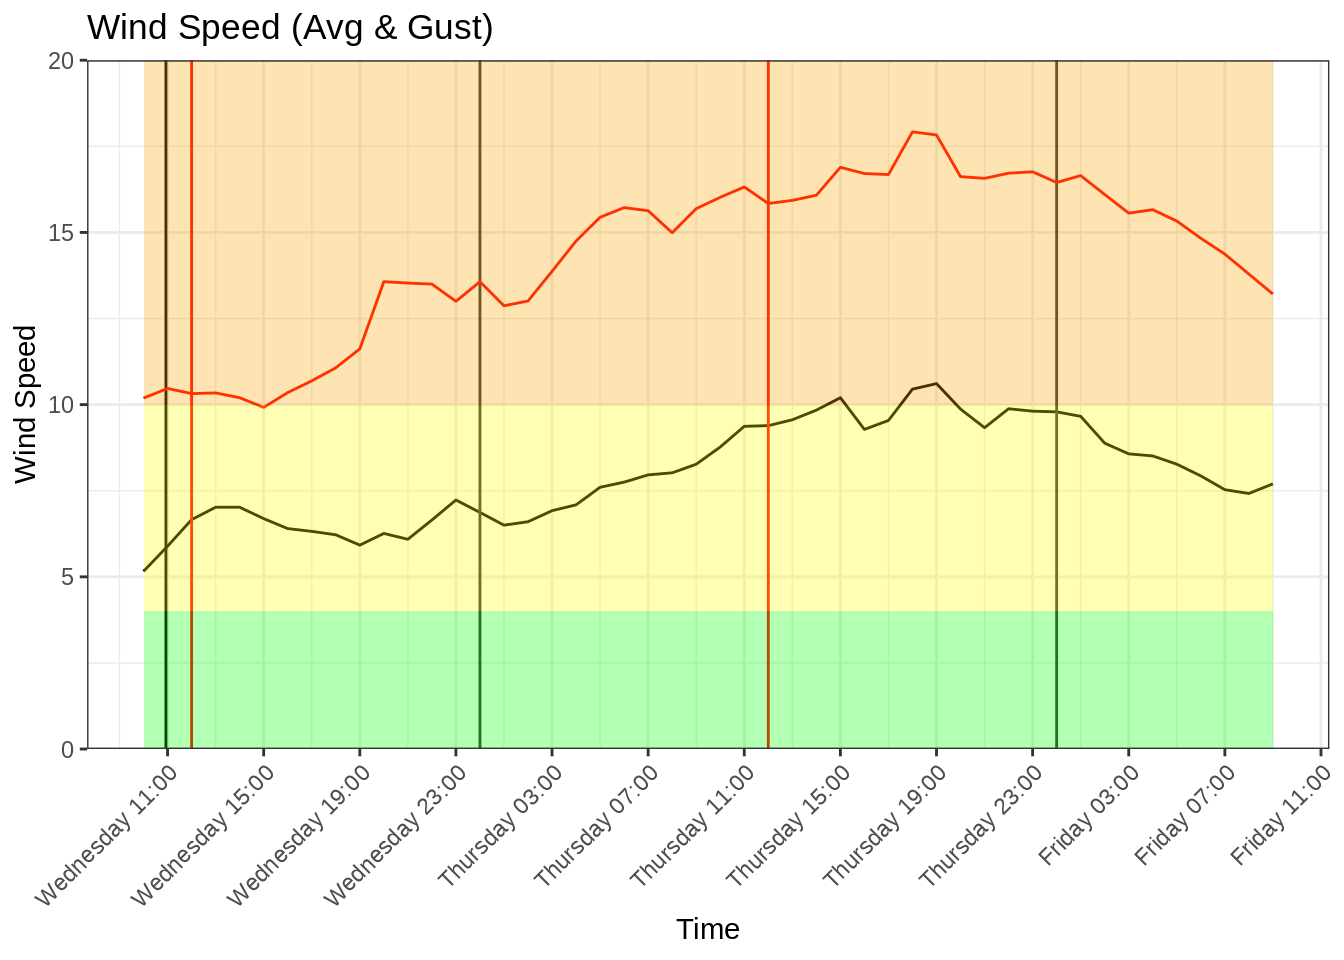 Wind Speed (Avg & Gust)
20
15
10
5
0
Wind Speed
Wednesday 11:00
Wednesday 15:00
Wednesday 19:00
Wednesday 23:00
Thursday 03:00
Thursday 07:00
Thursday 11:00
Thursday 15:00
Thursday 19:00
Thursday 23:00
Friday 03:00
Friday 07:00
Friday 11:00
Time